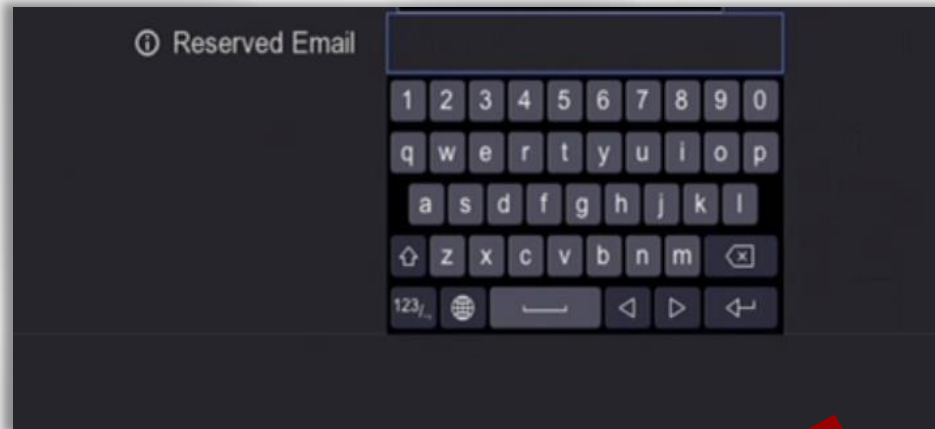 Reserved Email
1 2 3 4 5 6 7 8 9 0
q w e r t y u i o p
a s d f g h j k l
z x c v b n m
123/.,